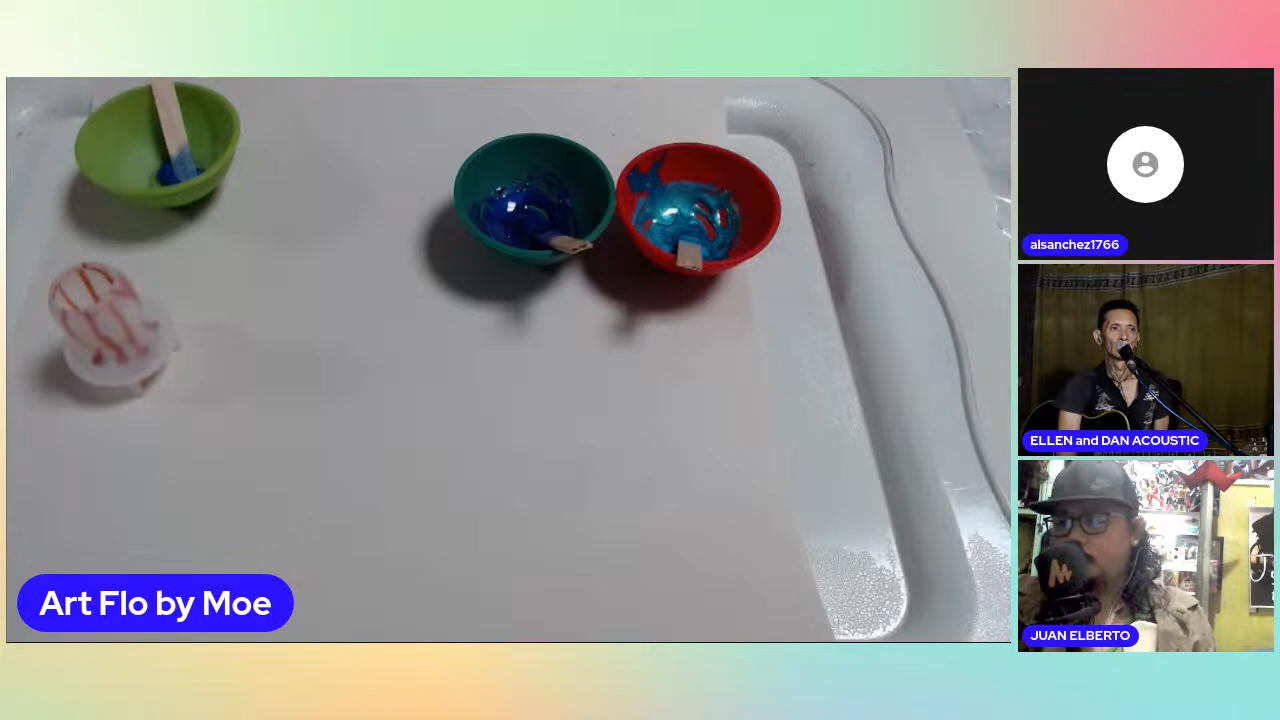 alsanchez1766
ELLEN and DAN ACOUSTIC
Art Flo by Moe
JUAN ELBERTO